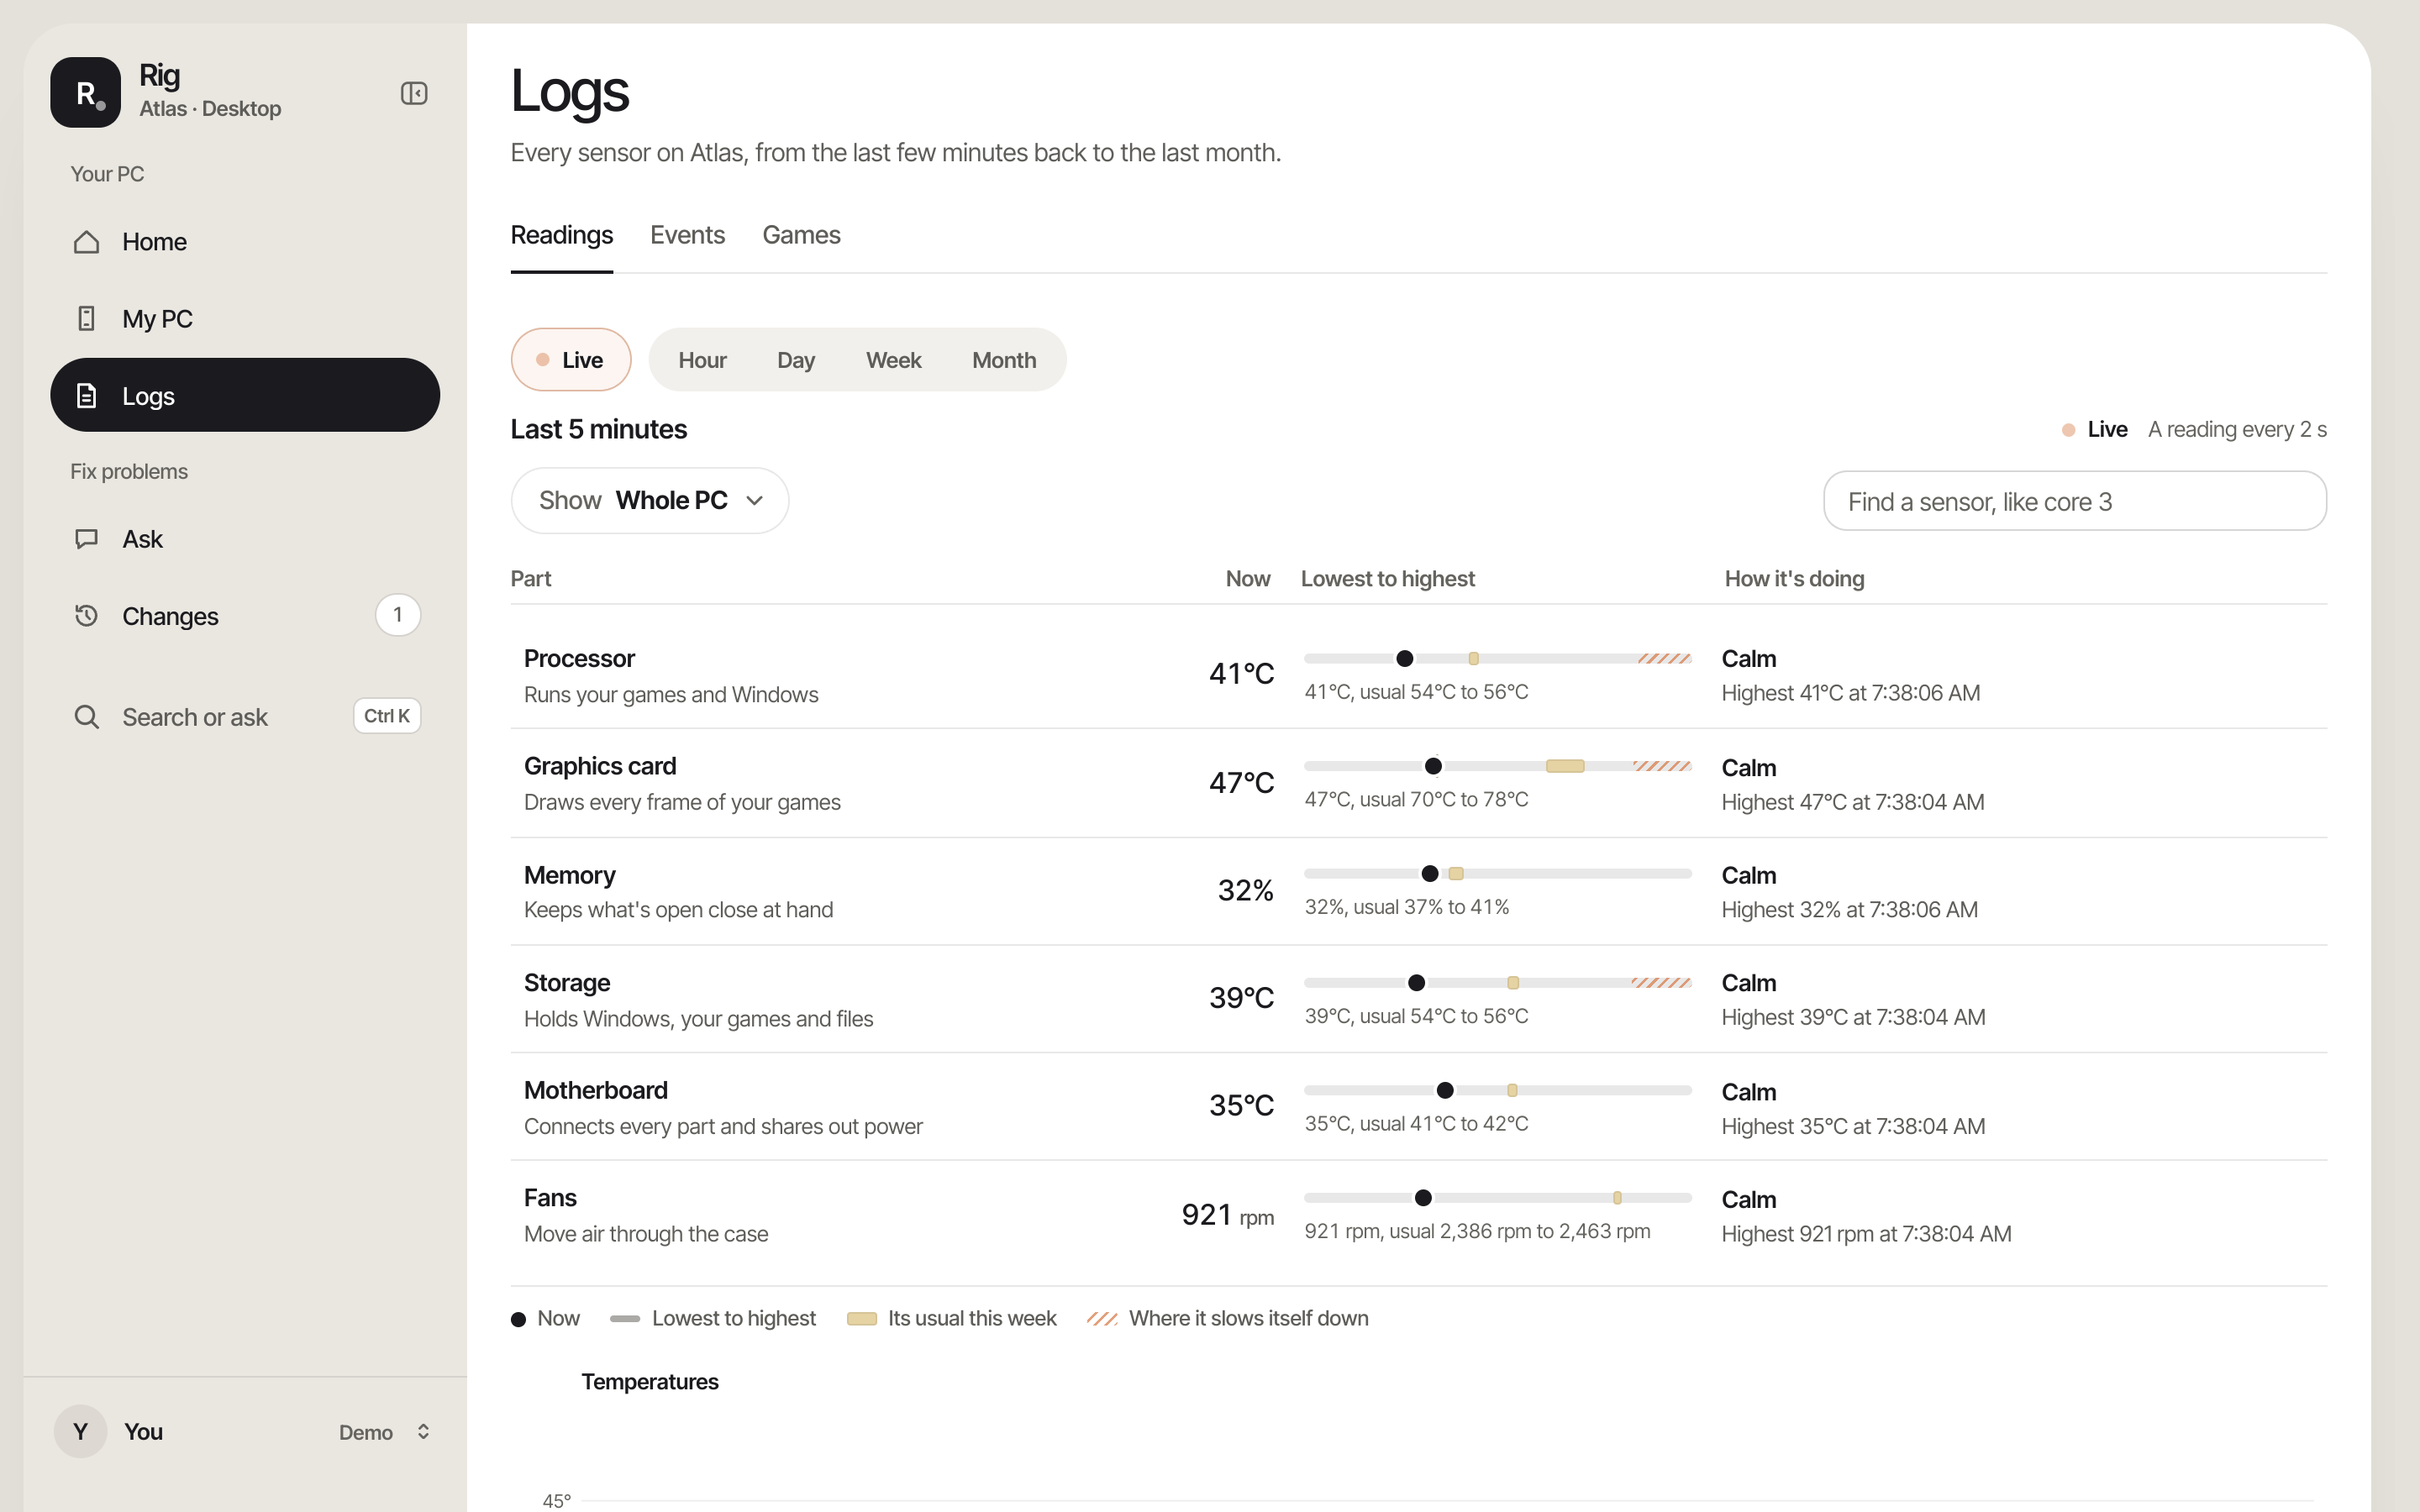 R.
Rig
Atlas · Desktop
Your PC
Home
My PC
Logs
Fix problems
Ask
Changes 1
Search or ask Ctrl K
Y You Demo
Logs
Every sensor on Atlas, from the last few minutes back to the last month.
Readings Events Games
Live Hour Day Week Month
Last 5 minutes
Live A reading every 2 s
Show Whole PC
Find a sensor, like core 3
Part Now Lowest to highest How it's doing
Processor
Runs your games and Windows
41°C
41°C, usual 54°C to 56°C
Calm
Highest 41°C at 7:38:06 AM
Graphics card
Draws every frame of your games
47°C
47°C, usual 70°C to 78°C
Calm
Highest 47°C at 7:38:04 AM
Memory
Keeps what's open close at hand
32%
32%, usual 37% to 41%
Calm
Highest 32% at 7:38:06 AM
Storage
Holds Windows, your games and files
39°C
39°C, usual 54°C to 56°C
Calm
Highest 39°C at 7:38:04 AM
Motherboard
Connects every part and shares out power
35°C
35°C, usual 41°C to 42°C
Calm
Highest 35°C at 7:38:04 AM
Fans
Move air through the case
921 rpm
921 rpm, usual 2,386 rpm to 2,463 rpm
Calm
Highest 921 rpm at 7:38:04 AM
Now Lowest to highest Its usual this week Where it slows itself down
Temperatures
45°